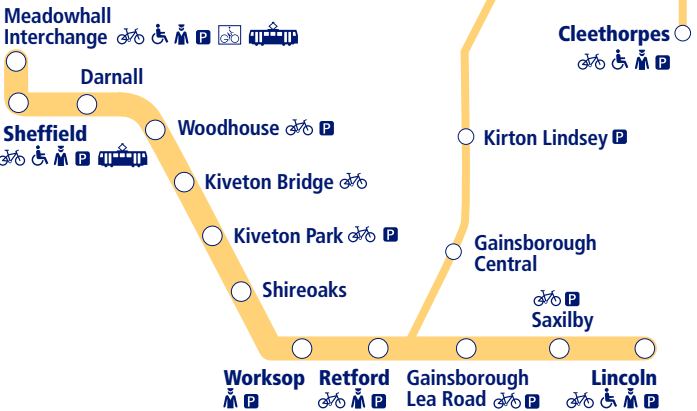 Meadowhall
Interchange P
Cleethorpes
P
Darnall
Sheffield
P
Woodhouse P
Kirton Lindsey P
Kiveton Bridge
Kiveton Park P
Gainsborough
Central
Shireoaks
P
Saxilby
Worksop
P
Retford
P
Gainsborough
Lea Road P
Lincoln
P